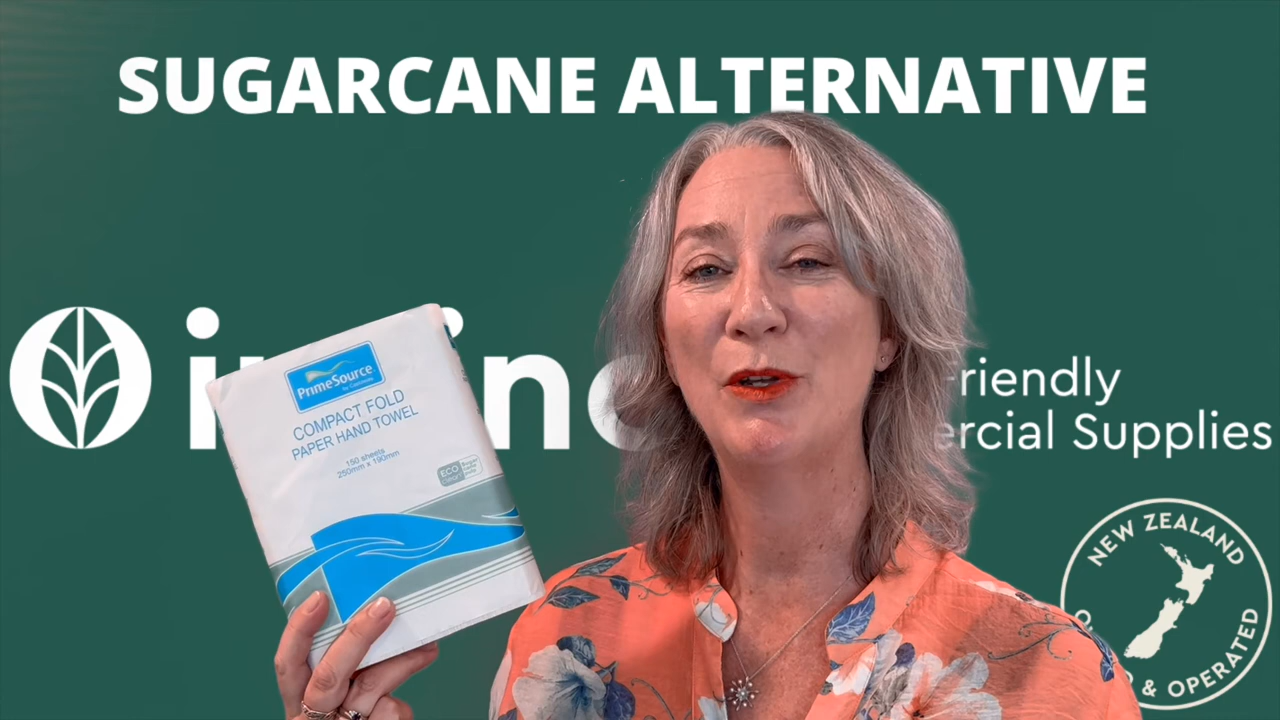 SUGARCANE ALTERNATIVE
PrimeSource
COMPACT FOLD
PAPER HAND TOWEL
150 sheets
250mm x 190mm
ECO
riendly
ercial Supplies
NEW ZEALAND
& OPERATED